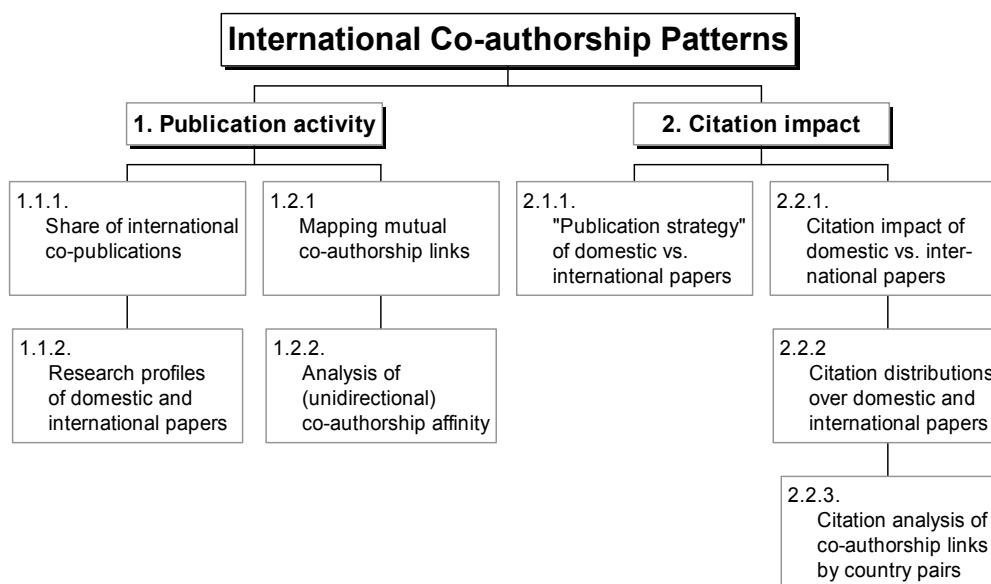 International Co-authorship Patterns
1. Publication activity
2. Citation impact
1.1.1.
Share of international
co-publications
1.2.1
Mapping mutual
co-authorship links
2.1.1.
"Publication strategy"
of domestic vs.
international papers
2.2.1.
Citation impact of
domestic vs. inter-
national papers
1.1.2.
Research profiles
of domestic and
international papers
1.2.2.
Analysis of
(unidirectional)
co-authorship affinity
2.2.2
Citation distributions
over domestic and
international papers
2.2.3.
Citation analysis of
co-authorship links
by country pairs